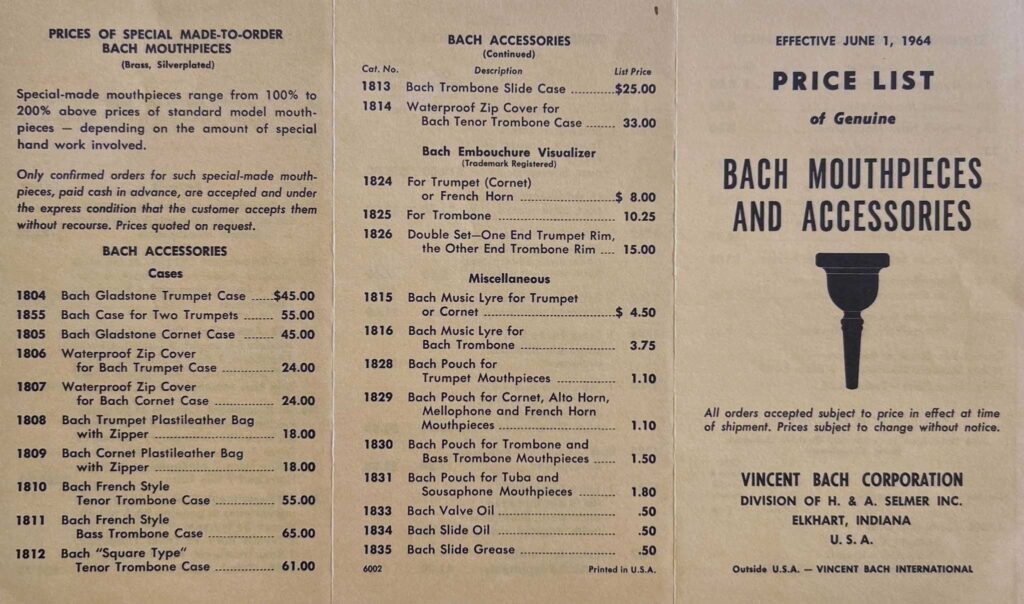 PRICES OF SPECIAL MADE-TO-ORDER
BACH MOUTHPIECES
(Brass, Silverplated)
Special-made mouthpieces range from 100% to
200% above prices of standard model mouth-
pieces — depending on the amount of special
hand work involved.
Only confirmed orders for such special-made mouth-
pieces, paid cash in advance, are accepted and under
the express condition that the customer accepts them
without recourse. Prices quoted on request.
BACH ACCESSORIES
Cases
1804 Bach Gladstone Trumpet Case ......$45.00
1855 Bach Case for Two Trumpets ...... 55.00
1805 Bach Gladstone Cornet Case ...... 45.00
1806 Waterproof Zip Cover
for Bach Trumpet Case ...... 24.00
1807 Waterproof Zip Cover
for Bach Cornet Case ...... 24.00
1808 Bach Trumpet Plastileather Bag
with Zipper ...... 18.00
1809 Bach Cornet Plastileather Bag
with Zipper ...... 18.00
1810 Bach French Style
Tenor Trombone Case ...... 55.00
1811 Bach French Style
Bass Trombone Case ...... 65.00
1812 Bach "Square Type"
Tenor Trombone Case ...... 61.00
BACH ACCESSORIES
(Continued)
Cat. No. Description List Price
1813 Bach Trombone Slide Case ......$25.00
1814 Waterproof Zip Cover for
Bach Tenor Trombone Case ...... 33.00
Bach Embouchure Visualizer
(Trademark Registered)
1824 For Trumpet (Cornet)
or French Horn ......$ 8.00
1825 For Trombone ...... 10.25
1826 Double Set—One End Trumpet Rim,
the Other End Trombone Rim .... 15.00
Miscellaneous
1815 Bach Music Lyre for Trumpet
or Cornet ......$ 4.50
1816 Bach Music Lyre for
Bach Trombone ...... 3.75
1828 Bach Pouch for
Trumpet Mouthpieces ...... 1.10
1829 Bach Pouch for Cornet, Alto Horn,
Mellophone and French Horn
Mouthpieces ...... 1.10
1830 Bach Pouch for Trombone and
Bass Trombone Mouthpieces ...... 1.50
1831 Bach Pouch for Tuba and
Sousaphone Mouthpieces ...... 1.80
1833 Bach Valve Oil ...... .50
1834 Bach Slide Oil ...... .50
1835 Bach Slide Grease ...... .50
6002 Printed in U.S.A.
EFFECTIVE JUNE 1, 1964
PRICE LIST
of Genuine
BACH MOUTHPIECES
AND ACCESSORIES
All orders accepted subject to price in effect at time
of shipment. Prices subject to change without notice.
VINCENT BACH CORPORATION
DIVISION OF H. & A. SELMER INC.
ELKHART, INDIANA
U. S. A.
Outside U.S.A. — VINCENT BACH INTERNATIONAL